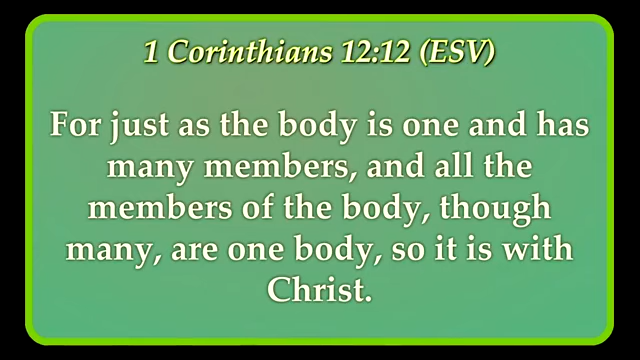 1 Corinthians 12:12 (ESV)
For just as the body is one and has
many members, and all the
members of the body, though
many, are one body, so it is with
Christ.